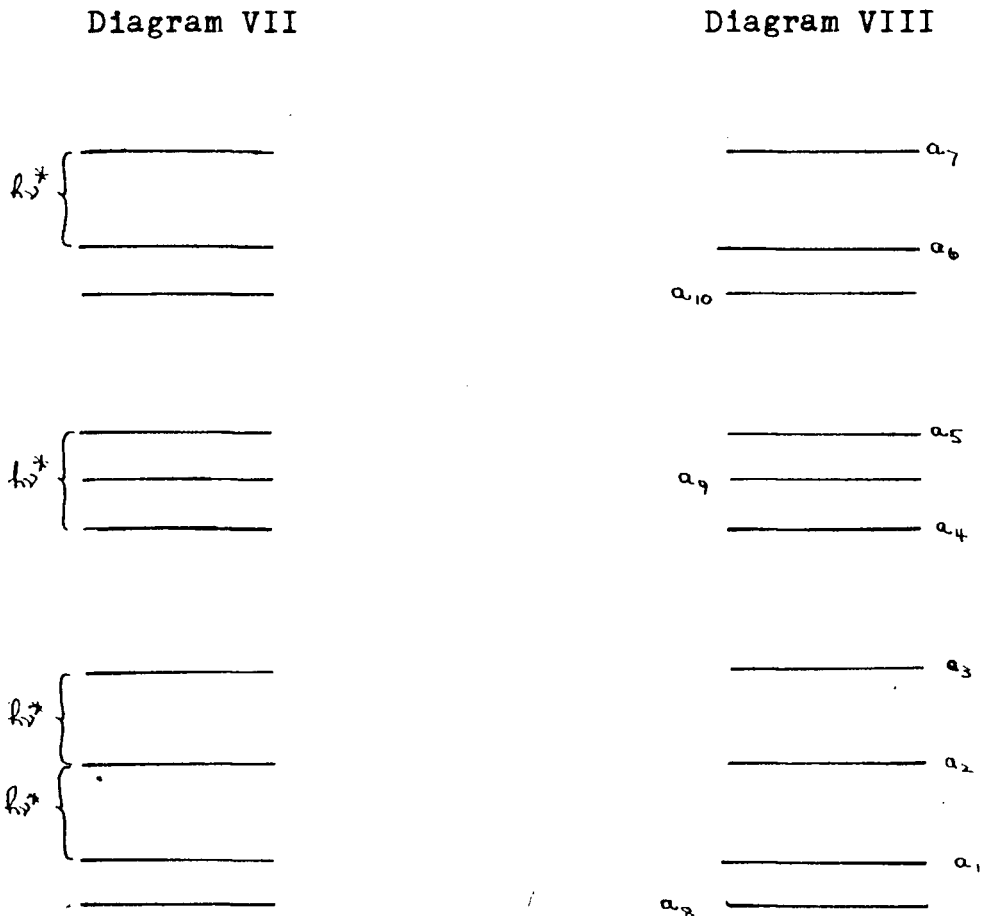 Diagram VII
Diagram VIII
hν*
a₇
a₆
a₁₀
hν*
a₅
a₉
a₄
hν*
a₃
hν*
a₂
a₁
a₈